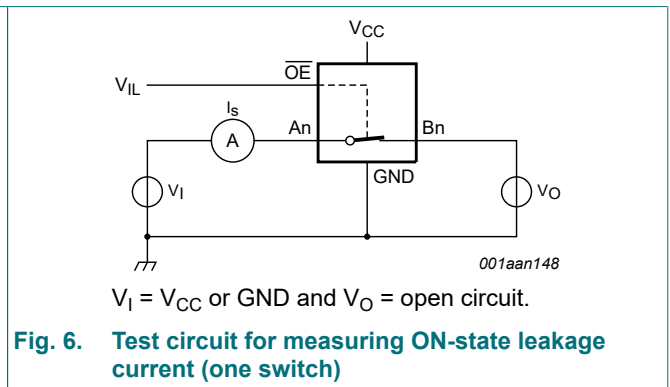 VCC
OE
VIL
IS
A
An
Bn
GND
VI
VO
001aan148
VI = VCC or GND and VO = open circuit.
Fig. 6. Test circuit for measuring ON-state leakage
current (one switch)